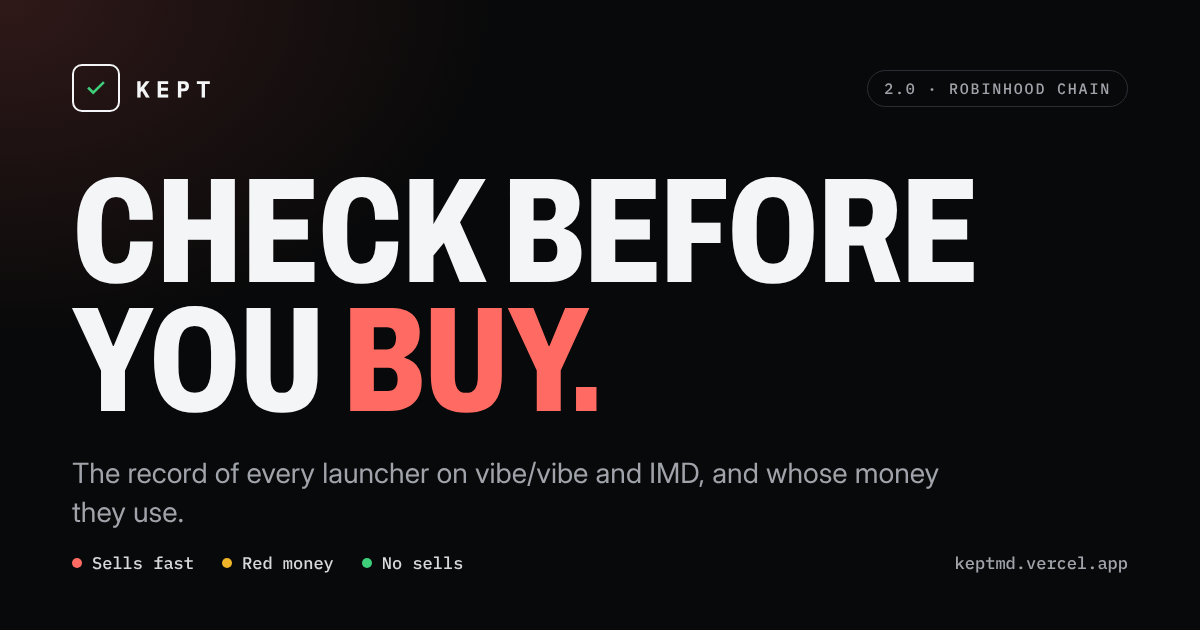 KEPT
2.0 · ROBINHOOD CHAIN
CHECK BEFORE
YOU BUY.
The record of every launcher on vibe/vibe and IMD, and whose money
they use.
Sells fast Red money No sells
keptmd.vercel.app